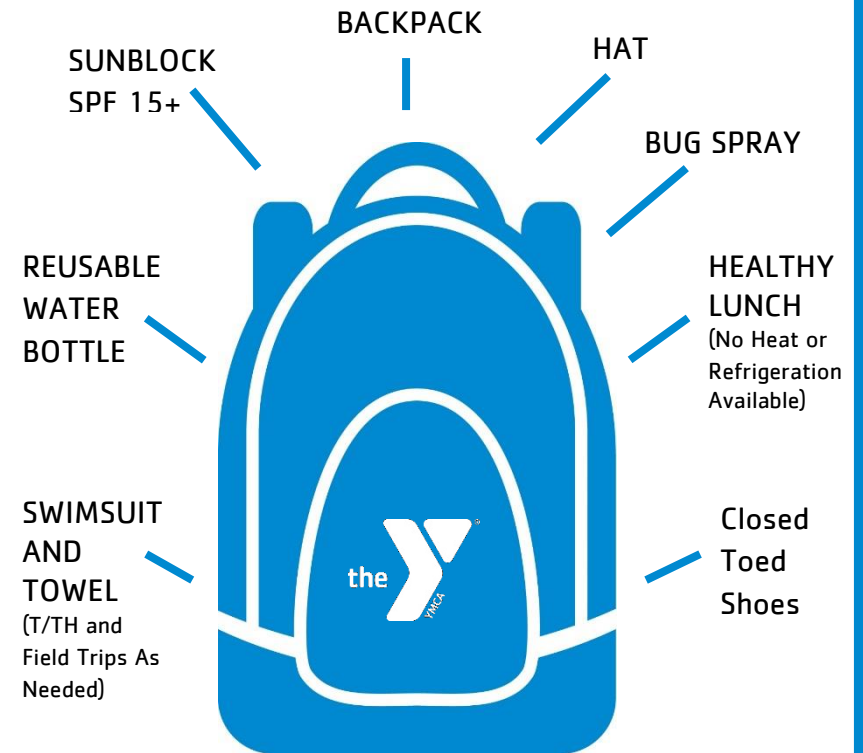 BACKPACK
SUNBLOCK
SPF 15+
HAT
BUG SPRAY
REUSABLE
WATER
BOTTLE
HEALTHY
LUNCH
(No Heat or
Refrigeration
Available)
SWIMSUIT
AND
TOWEL
(T/TH and
Field Trips As
Needed)
the Y
YMCA
®
Closed
Toed
Shoes